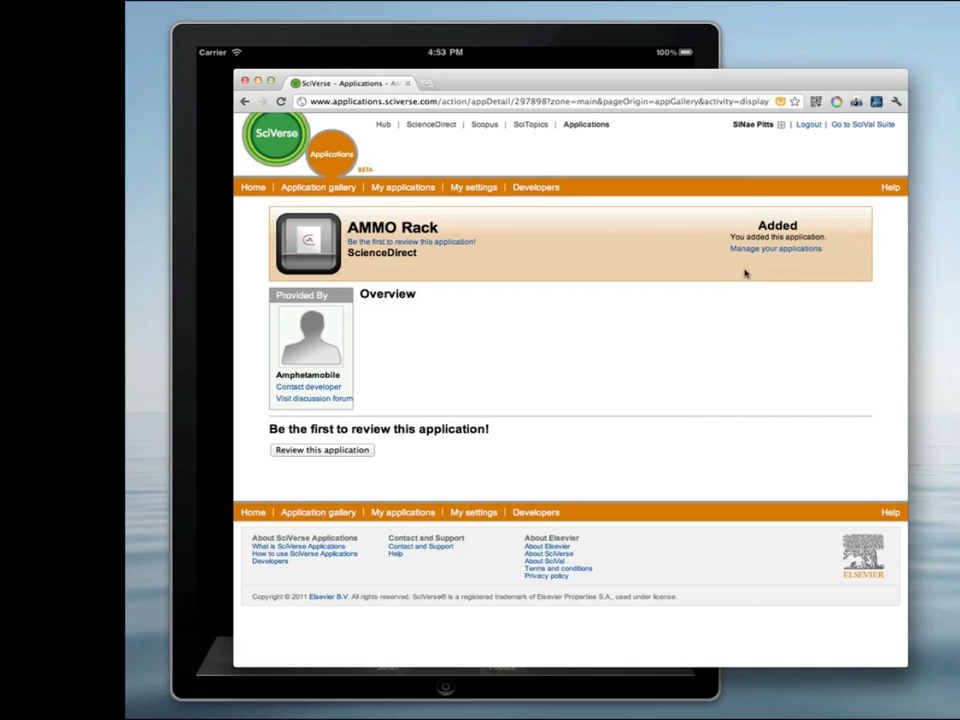 Carrier 4:53 PM 100%
SciVerse – Applications – AM
www.applications.sciverse.com/action/appDetail/297898?zone=main&pageOrigin=appGallery&activity=display
SciVerse
Applications
BETA
Hub | ScienceDirect | Scopus | SciTopics | Applications
SiNae Pitts | Logout | Go to SciVal Suite
Home | Application gallery | My applications | My settings | Developers Help
AMMO Rack
Be the first to review this application!
ScienceDirect
Added
You added this application.
Manage your applications
Provided By
Amphetamobile
Contact developer
Visit discussion forum
Overview
Be the first to review this application!
Review this application
Home | Application gallery | My applications | My settings | Developers Help
About SciVerse Applications
What is SciVerse Applications
How to use SciVerse Applications
Developers
Contact and Support
Contact and Support
Help
About Elsevier
About Elsevier
About SciVerse
About SciVal
Terms and conditions
Privacy policy
ELSEVIER
Copyright © 2011 Elsevier B.V. All rights reserved. SciVerse® is a registered trademark of Elsevier Properties S.A., used under license.